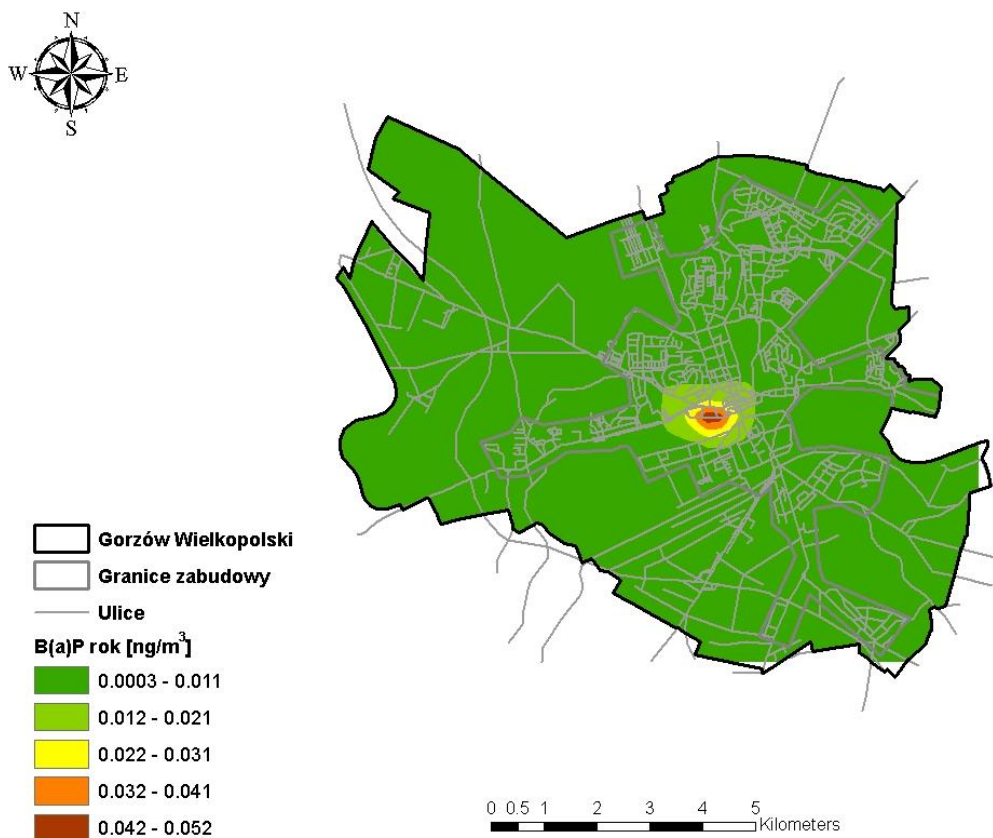 N
W E
S
Gorzów Wielkopolski
Granice zabudowy
Ulice
B(a)P rok [ng/m³]
0.0003 - 0.011
0.012 - 0.021
0.022 - 0.031
0.032 - 0.041
0.042 - 0.052
0 0.5 1 2 3 4 5
Kilometers